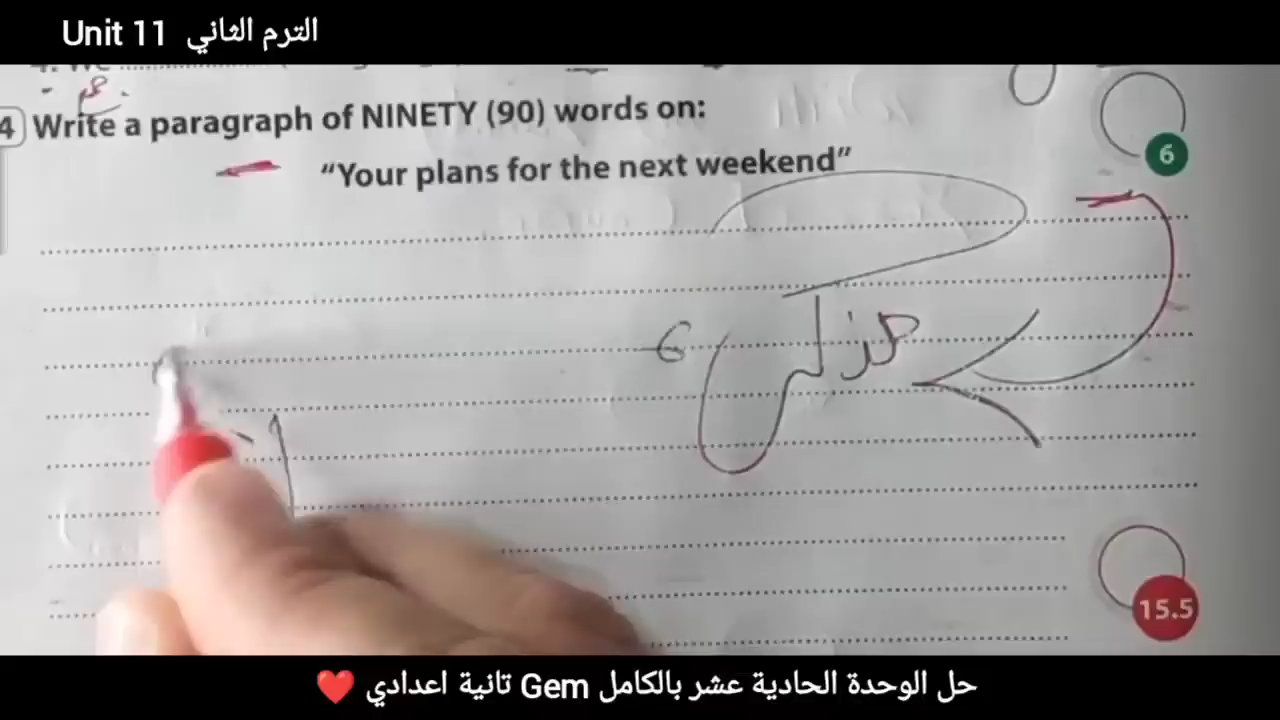 Unit 11 الترم الثاني
4 Write a paragraph of NINETY (90) words on:
6
“Your plans for the next weekend”
6
15.5
حل الوحدة الحادية عشر بالكامل Gem تانية اعدادي ❤️